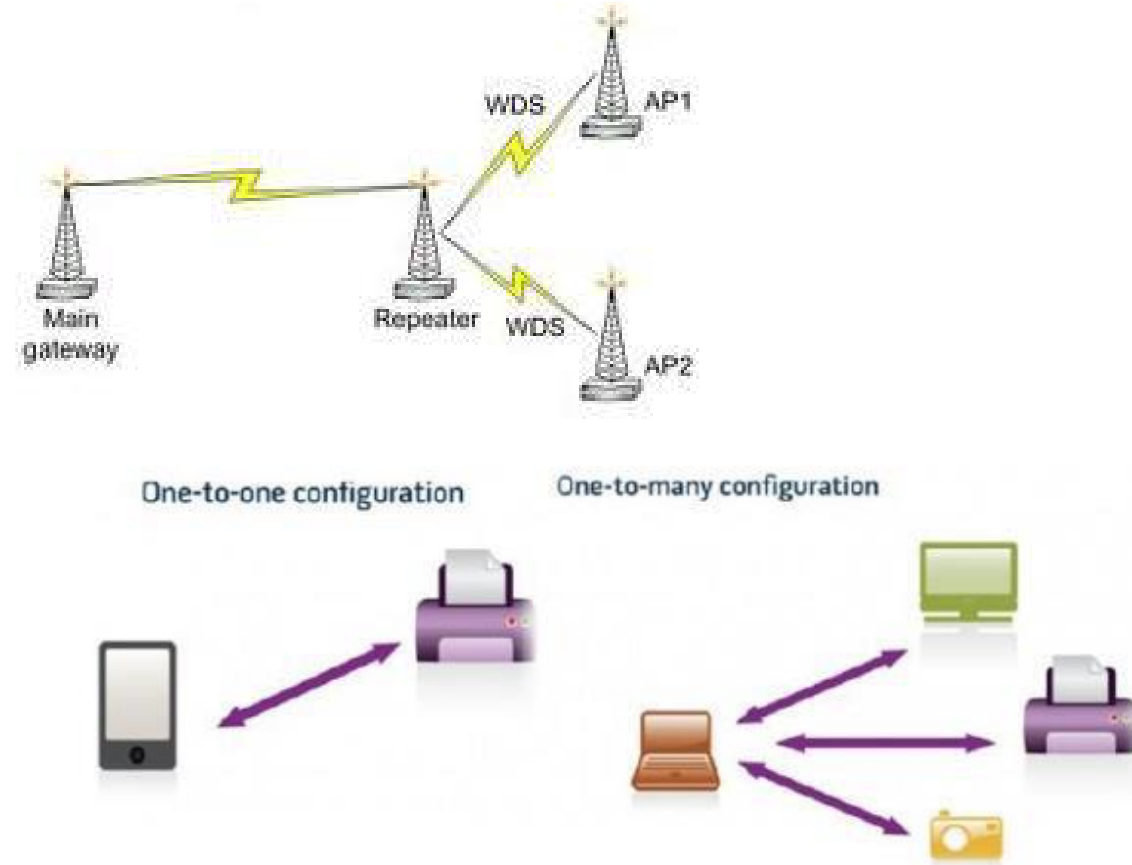 WDS
AP1
Main
gateway
Repeater
WDS
AP2
One-to-one configuration
One-to-many configuration